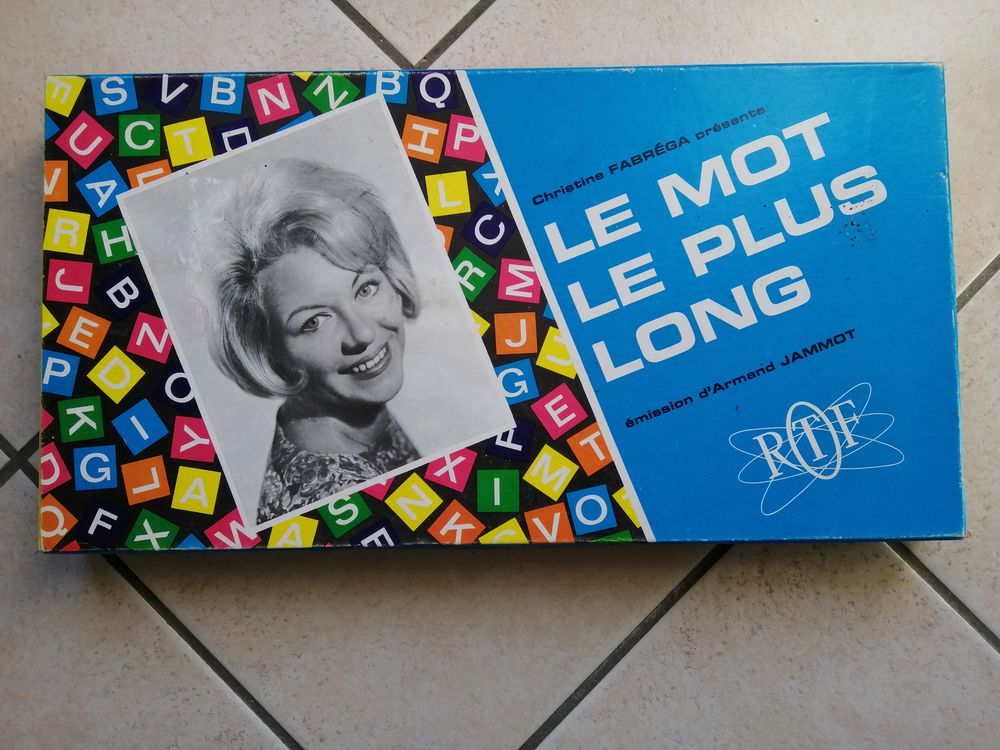 Christine FABRÉGA présente
LE MOT
LE PLUS
LONG
émission d'Armand JAMMOT
RTF
S V B N Z B Q
U C T D H P
V A L
R H C
J B R M
E N J
P D O U
K I G E
G Y P T
L A X I M
Q F X W A S N K C V O